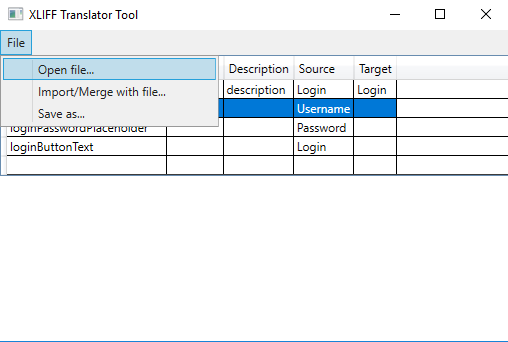 XLIFF Translator Tool
File
Open file...
Import/Merge with file...
Save as...
Description Source Target
description Login Login
Username
loginPasswordPlaceholder Password
loginButtonText Login